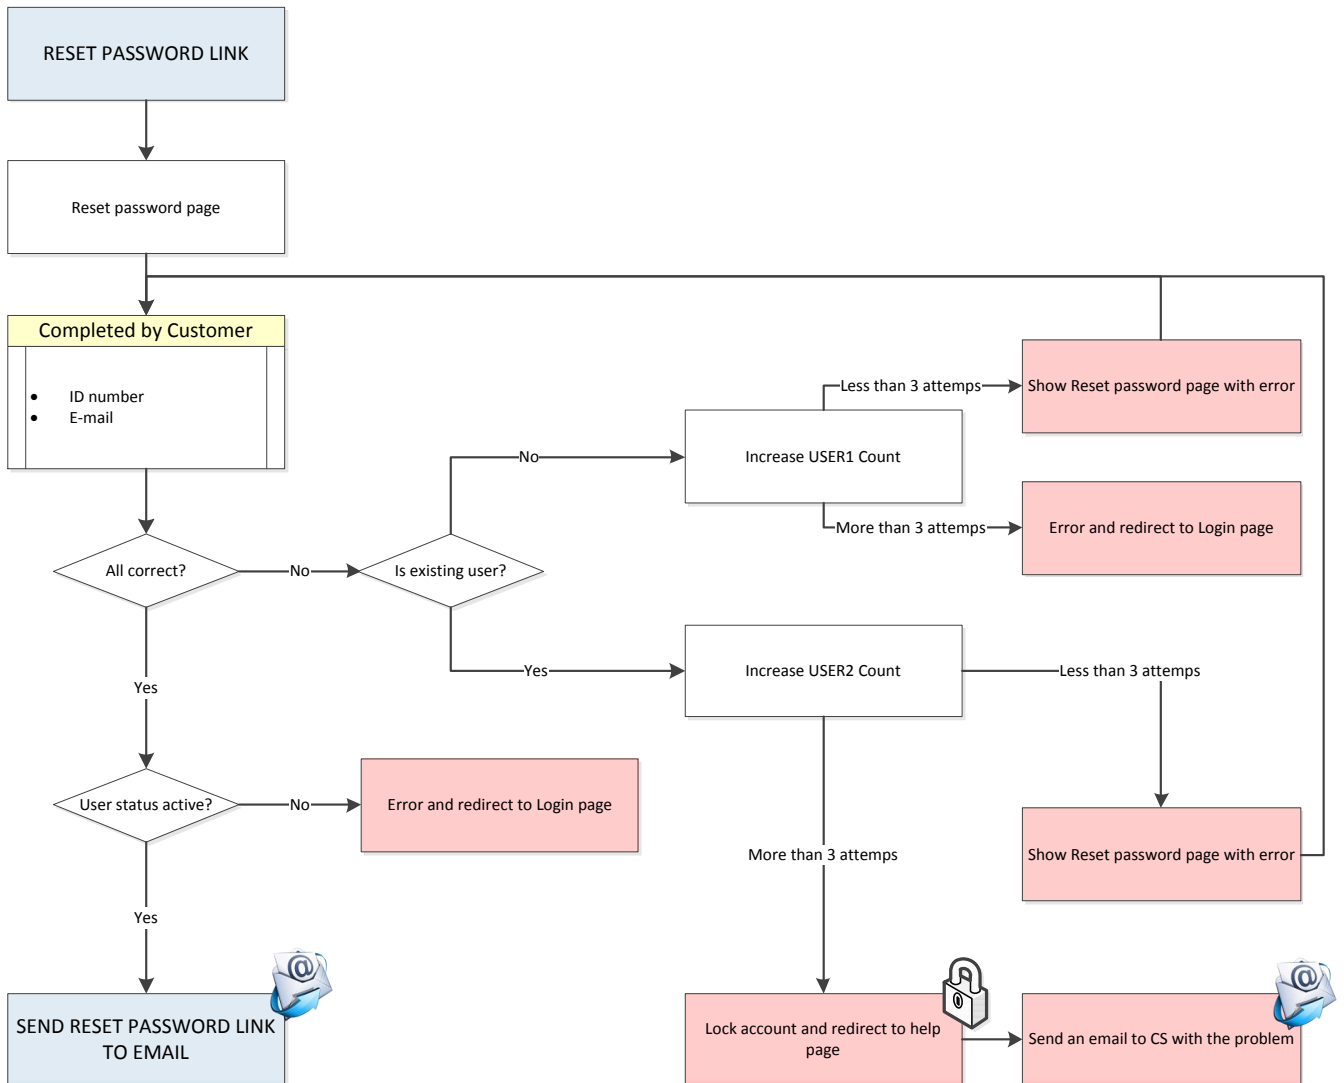 RESET PASSWORD LINK
Reset password page
Completed by Customer
• ID number
• E-mail
Less than 3 attemps
Show Reset password page with error
No
Increase USER1 Count
More than 3 attemps
Error and redirect to Login page
All correct?
No
Is existing user?
Yes
Increase USER2 Count
Less than 3 attemps
Yes
User status active?
No
Error and redirect to Login page
More than 3 attemps
Show Reset password page with error
Yes
@
@
SEND RESET PASSWORD LINK
TO EMAIL
0
Lock account and redirect to help
page
Send an email to CS with the problem